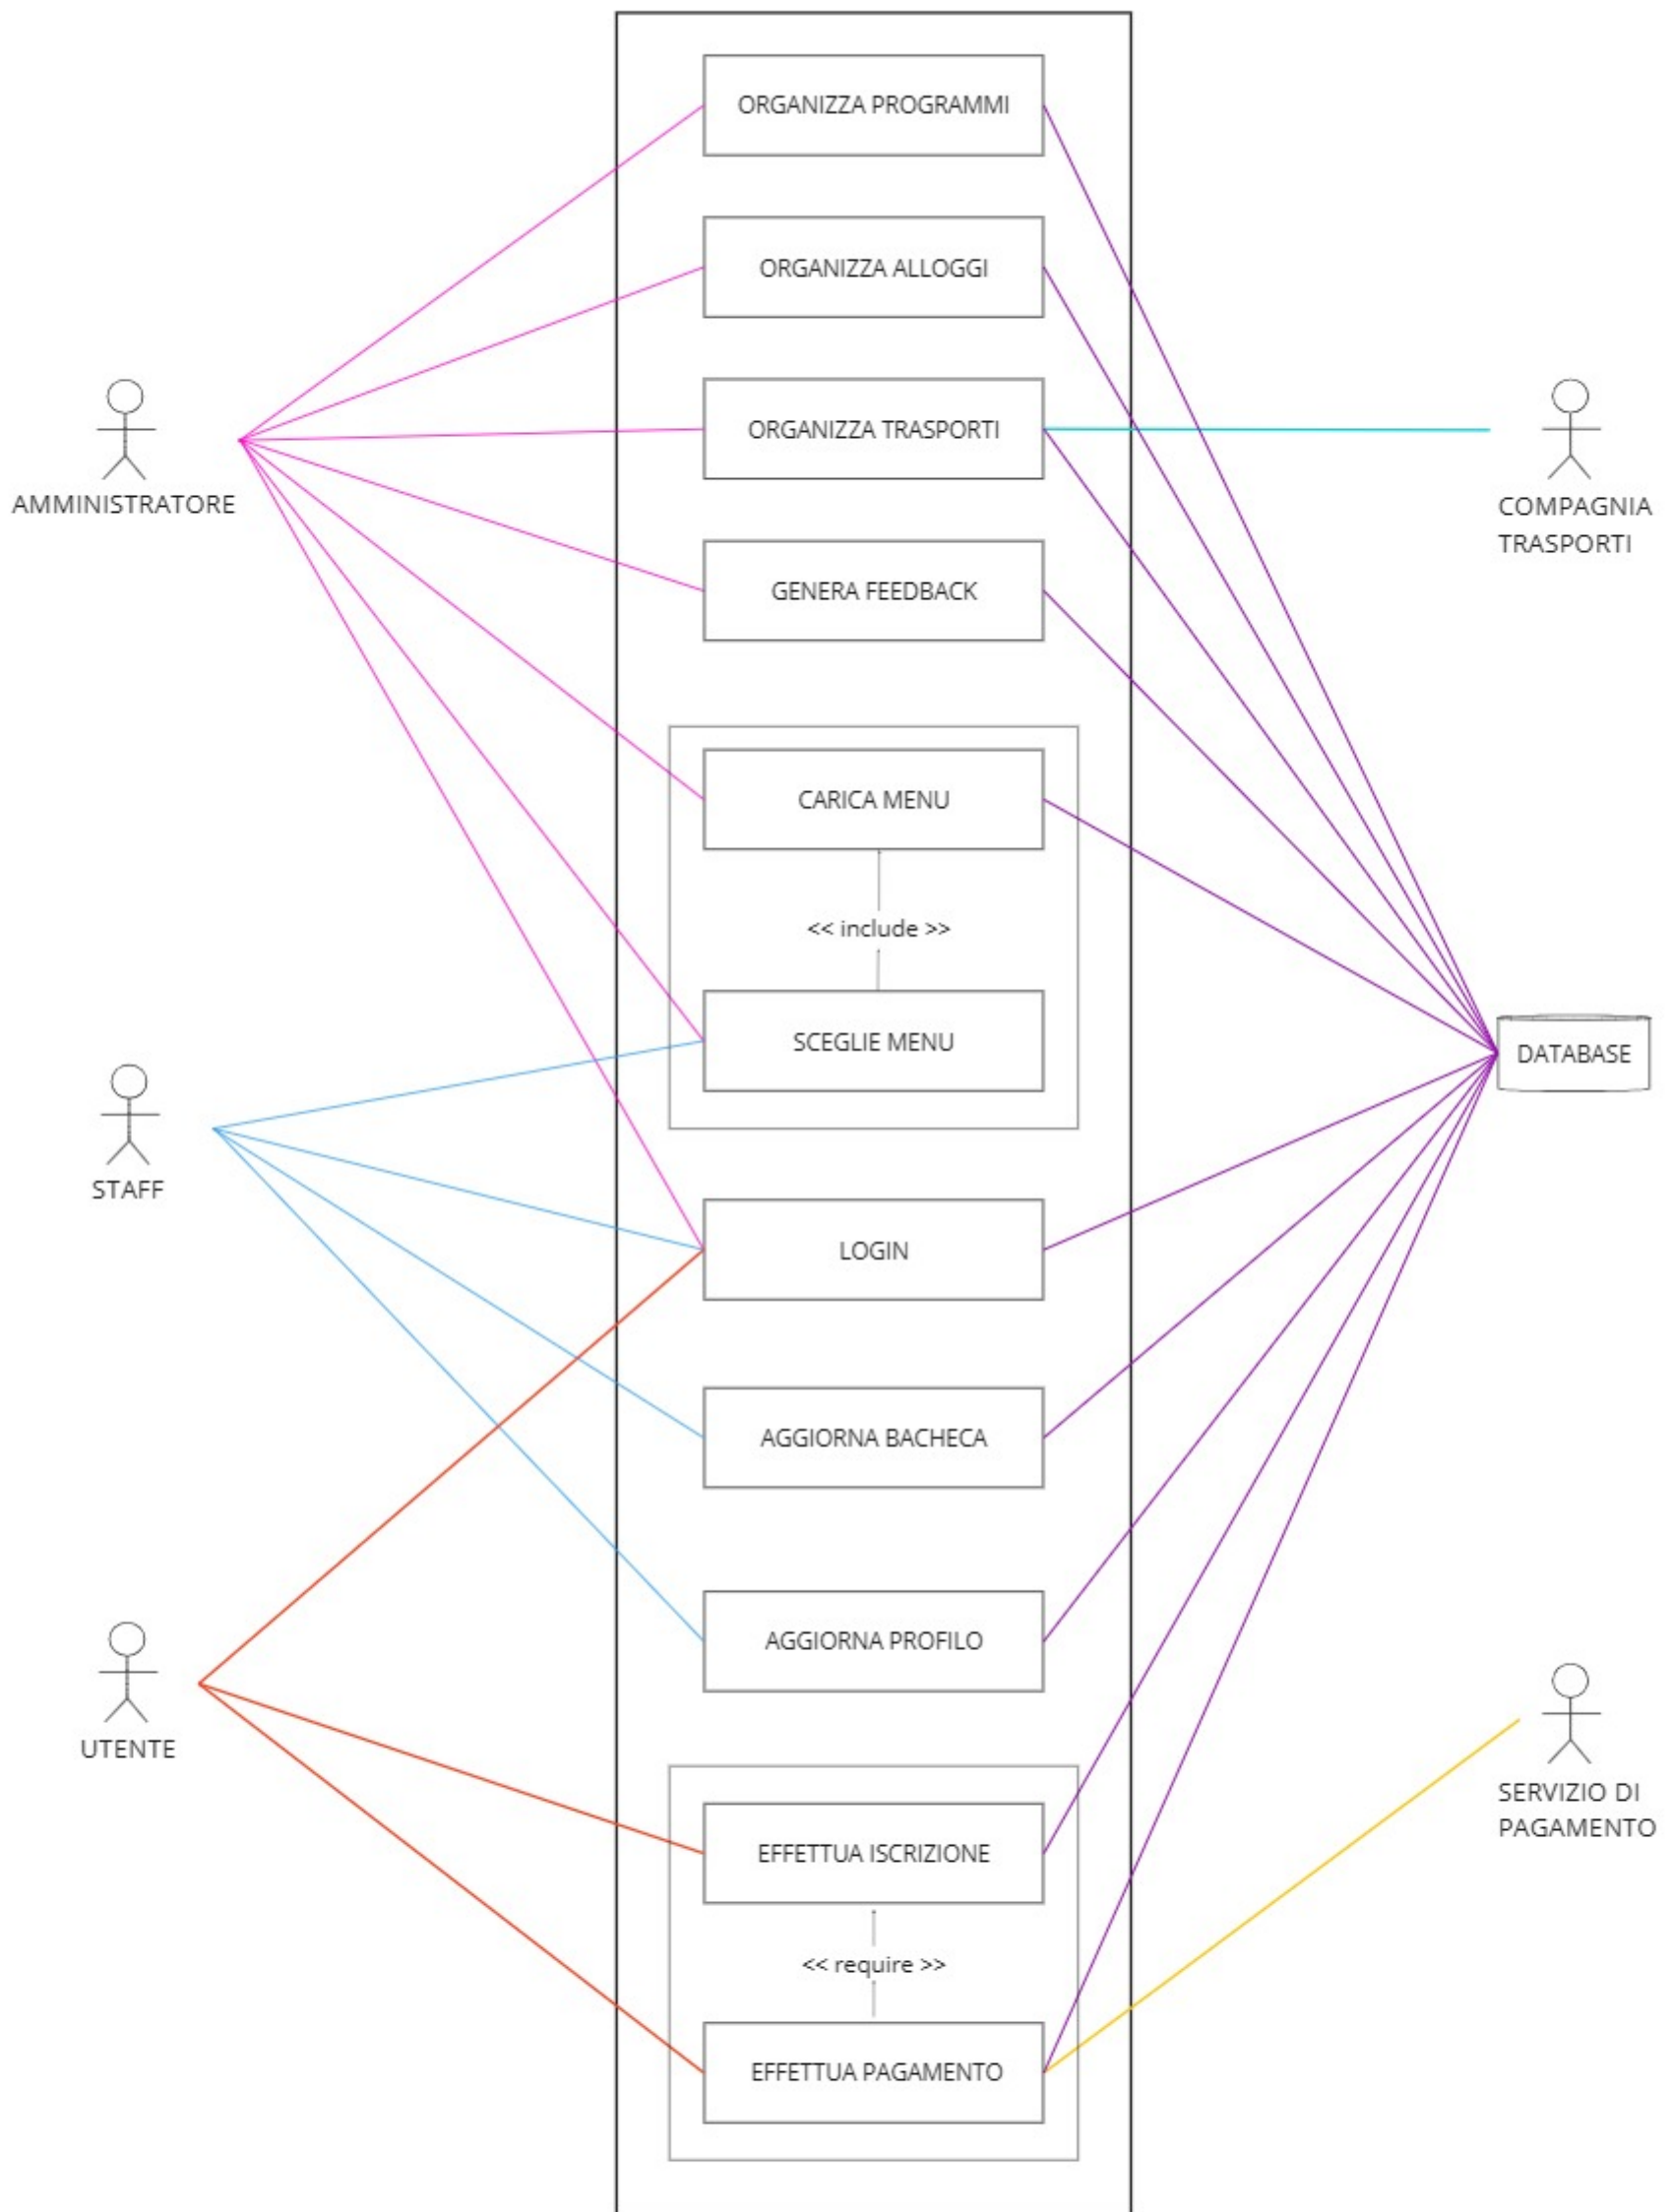 ORGANIZZA PROGRAMMI
ORGANIZZA ALLOGGI
ORGANIZZA TRASPORTI
AMMINISTRATORE
COMPAGNIA
TRASPORTI
GENERA FEEDBACK
CARICA MENU
<< include >>
SCEGLIE MENU
DATABASE
STAFF
LOGIN
AGGIORNA BACHECA
AGGIORNA PROFILO
UTENTE
SERVIZIO DI
PAGAMENTO
EFFETTUA ISCRIZIONE
<< require >>
EFFETTUA PAGAMENTO